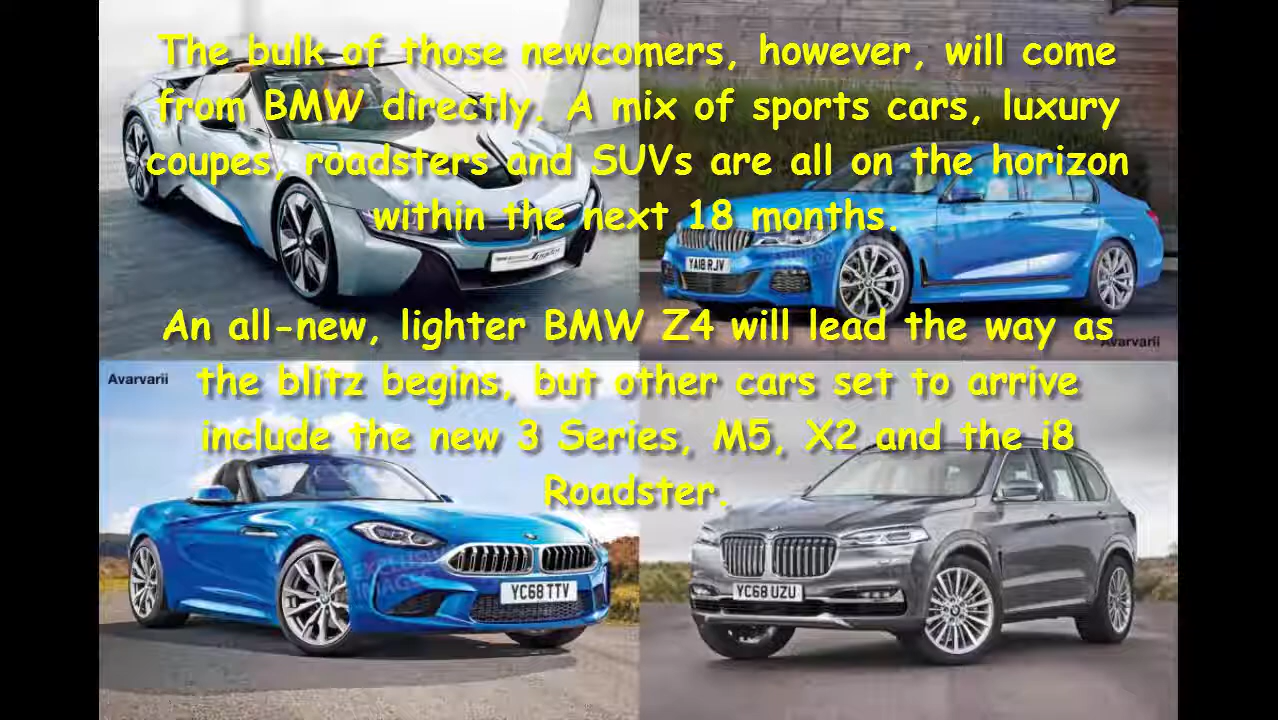 The bulk of those newcomers, however, will come
from BMW directly. A mix of sports cars, luxury
coupes, roadsters and SUVs are all on the horizon
within the next 18 months.
YA18 RJV
An all-new, lighter BMW Z4 will lead the way as
Avarvarii
Avarvarii
the blitz begins, but other cars set to arrive
include the new 3 Series, M5, X2 and the i8
Roadster.
EXCLUSIVE
IMAGE
YC68 TTV
YC68 UZU